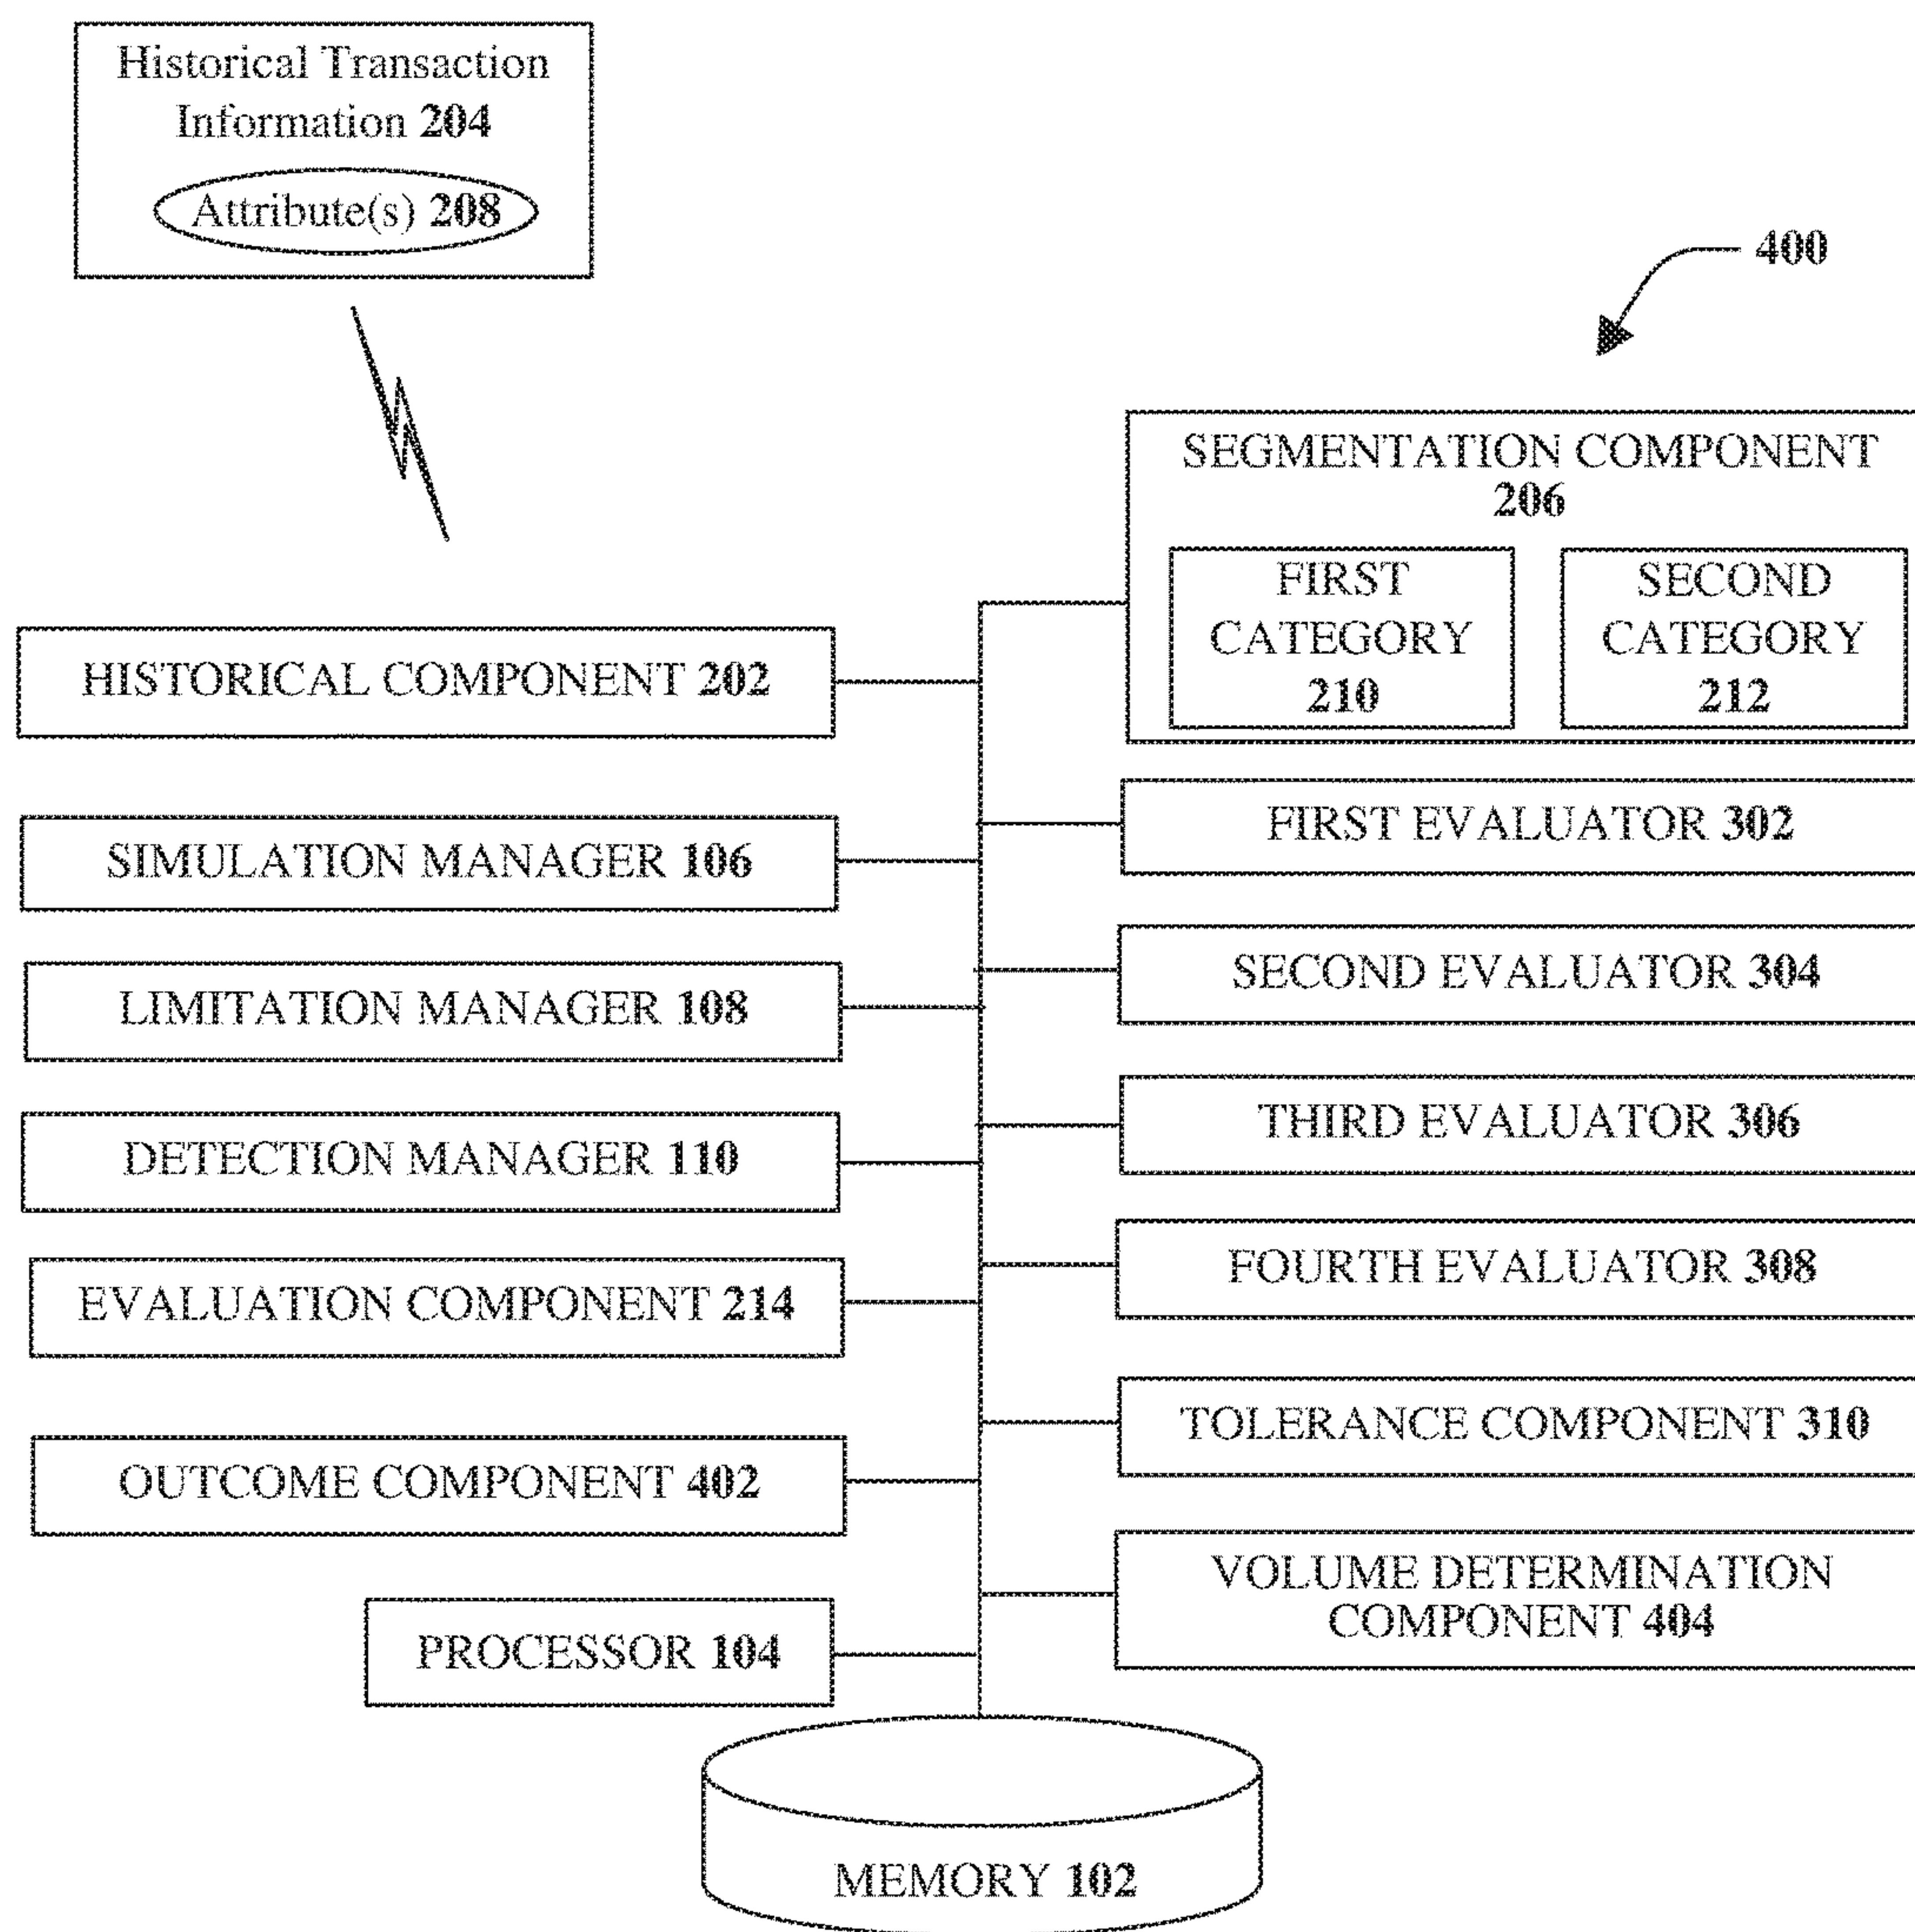 Historical Transaction
Information 204
Attribute(s) 208
400
SEGMENTATION COMPONENT
206
FIRST
CATEGORY
210
SECOND
CATEGORY
212
HISTORICAL COMPONENT 202
SIMULATION MANAGER 106
LIMITATION MANAGER 108
DETECTION MANAGER 110
EVALUATION COMPONENT 214
OUTCOME COMPONENT 402
PROCESSOR 104
FIRST EVALUATOR 302
SECOND EVALUATOR 304
THIRD EVALUATOR 306
FOURTH EVALUATOR 308
TOLERANCE COMPONENT 310
VOLUME DETERMINATION
COMPONENT 404
MEMORY 102